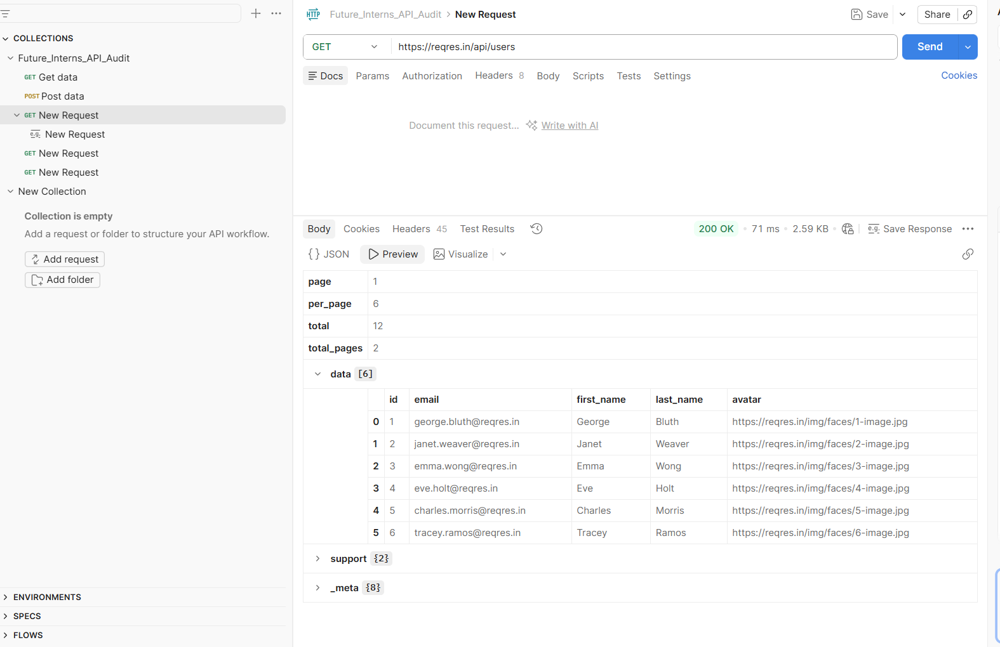 COLLECTIONS
Future_Interns_API_Audit
GET Get data
POST Post data
GET New Request
e.g. New Request
GET New Request
GET New Request
New Collection
Collection is empty
Add a request or folder to structure your API workflow.
Add request
Add folder
ENVIRONMENTS
SPECS
FLOWS
HTTP Future_Interns_API_Audit > New Request Save Share
GET https://reqres.in/api/users Send
Docs Params Authorization Headers 8 Body Scripts Tests Settings Cookies
Document this request... Write with AI
Body Cookies Headers 45 Test Results 200 OK • 71 ms • 2.59 KB • e.g. Save Response
{} JSON Preview Visualize
page 1
per_page 6
total 12
total_pages 2
data [6]
id email first_name last_name avatar
0 1 george.bluth@reqres.in George Bluth https://reqres.in/img/faces/1-image.jpg
1 2 janet.weaver@reqres.in Janet Weaver https://reqres.in/img/faces/2-image.jpg
2 3 emma.wong@reqres.in Emma Wong https://reqres.in/img/faces/3-image.jpg
3 4 eve.holt@reqres.in Eve Holt https://reqres.in/img/faces/4-image.jpg
4 5 charles.morris@reqres.in Charles Morris https://reqres.in/img/faces/5-image.jpg
5 6 tracey.ramos@reqres.in Tracey Ramos https://reqres.in/img/faces/6-image.jpg
support {2}
_meta {8}